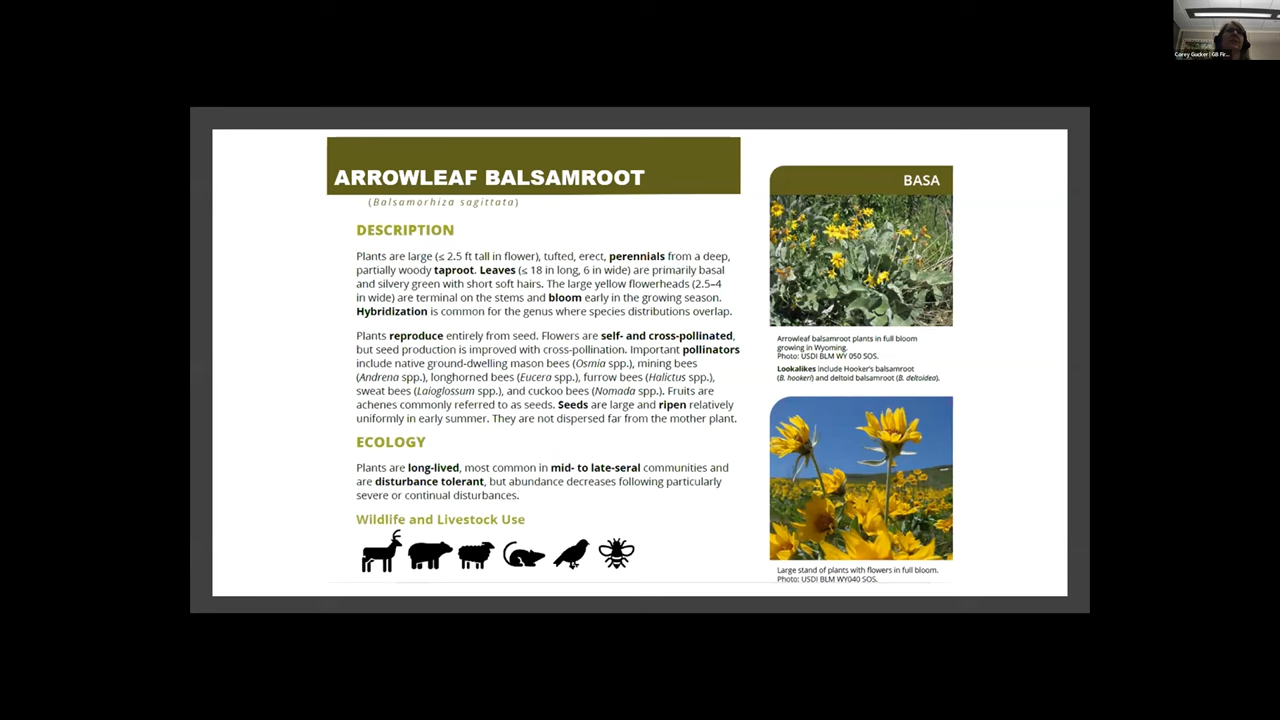 Corey Gucker | GB Fir...
ARROWLEAF BALSAMROOT
(Balsamorhiza sagittata)
DESCRIPTION
Plants are large (≤ 2.5 ft tall in flower), tufted, erect, perennials from a deep,
partially woody taproot. Leaves (≤ 18 in long, 6 in wide) are primarily basal
and silvery green with short soft hairs. The large yellow flowerheads (2.5–4
in wide) are terminal on the stems and bloom early in the growing season.
Hybridization is common for the genus where species distributions overlap.
Plants reproduce entirely from seed. Flowers are self- and cross-pollinated,
but seed production is improved with cross-pollination. Important pollinators
include native ground-dwelling mason bees (Osmia spp.), mining bees
(Andrena spp.), longhorned bees (Eucera spp.), furrow bees (Halictus spp.),
sweat bees (Laioglossum spp.), and cuckoo bees (Nomada spp.). Fruits are
achenes commonly referred to as seeds. Seeds are large and ripen relatively
uniformly in early summer. They are not dispersed far from the mother plant.
ECOLOGY
Plants are long-lived, most common in mid- to late-seral communities and
are disturbance tolerant, but abundance decreases following particularly
severe or continual disturbances.
Wildlife and Livestock Use
BASA
Arrowleaf balsamroot plants in full bloom
growing in Wyoming.
Photo: USDI BLM WY 050 SOS.
Lookalikes include Hooker's balsamroot
(B. hookeri) and deltoid balsamroot (B. deltoidea).
Large stand of plants with flowers in full bloom.
Photo: USDI BLM WY040 SOS.